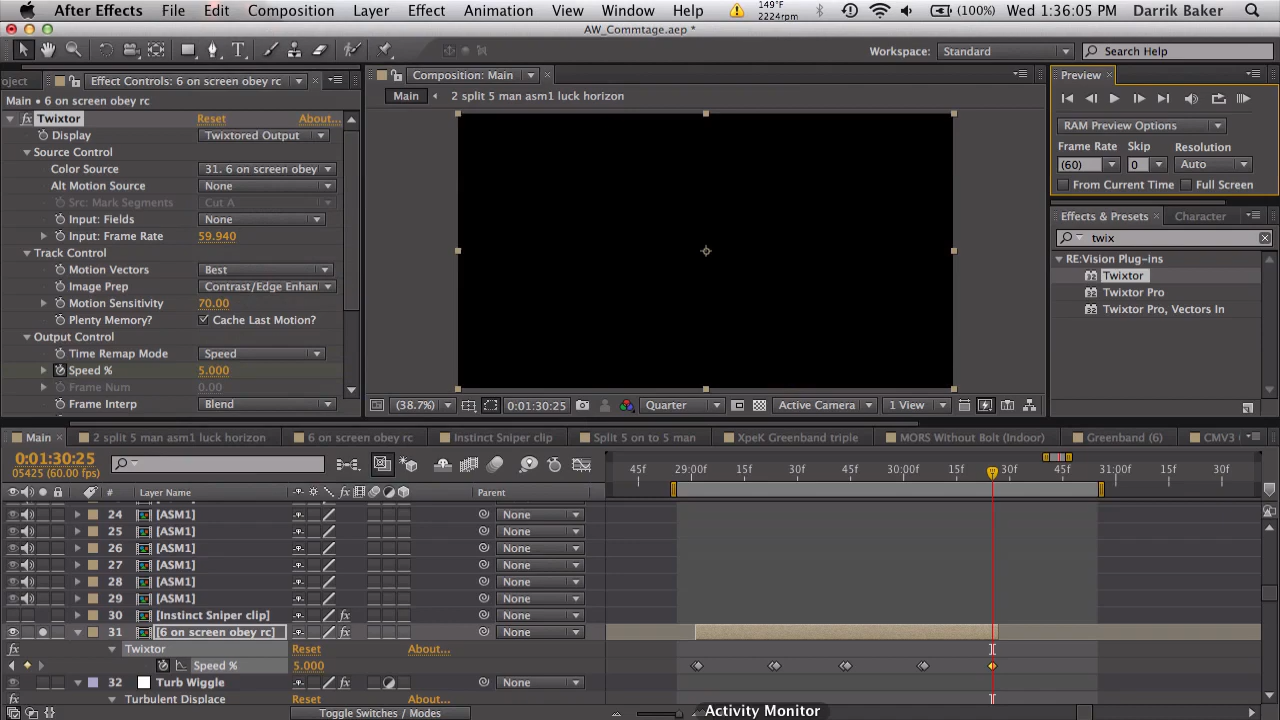 After Effects File Edit Composition Layer Effect Animation View Window Help 149°F 2224rpm (100%) Wed 1:36:05 PM Darrik Baker
AW_Commtage.aep *
T Workspace: Standard Search Help
oject Effect Controls: 6 on screen obey rc
Main • 6 on screen obey rc
fx Twixtor Reset About...
Display Twixtored Output
Source Control
Color Source 31. 6 on screen obey
Alt Motion Source None
Src: Mark Segments Cut A
Input: Fields None
Input: Frame Rate 59.940
Track Control
Motion Vectors Best
Image Prep Contrast/Edge Enhan
Motion Sensitivity 70.00
Plenty Memory? Cache Last Motion?
Output Control
Time Remap Mode Speed
Speed % 5.000
Frame Num 0.00
Frame Interp Blend
Composition: Main
Main 2 split 5 man asm1 luck horizon
(38.7%) 0:01:30:25 Quarter Active Camera 1 View
Preview
RAM Preview Options
Frame Rate Skip Resolution
(60) 0 Auto
From Current Time Full Screen
Effects & Presets Character
twix
RE:Vision Plug-ins
32 Twixtor
32 Twixtor Pro
32 Twixtor Pro, Vectors In
Main 2 split 5 man asm1 luck horizon 6 on screen obey rc Instinct Sniper clip Split 5 on to 5 man XpeK Greenband triple MORS Without Bolt (Indoor) Greenband (6) CMV3
0:01:30:25
05425 (60.00 fps)
45f 29:00f 15f 30f 45f 30:00f 15f 30f 45f 31:00f 15f 30f
# Layer Name fx Parent
24 [ASM1] None
25 [ASM1] None
26 [ASM1] None
27 [ASM1] None
28 [ASM1] None
29 [ASM1] None
30 [Instinct Sniper clip] fx None
31 [6 on screen obey rc] fx None
fx Twixtor Reset About...
Speed % 5.000
32 Turb Wiggle fx None
fx Turbulent Displace Reset About...
Toggle Switches / Modes
Activity Monitor